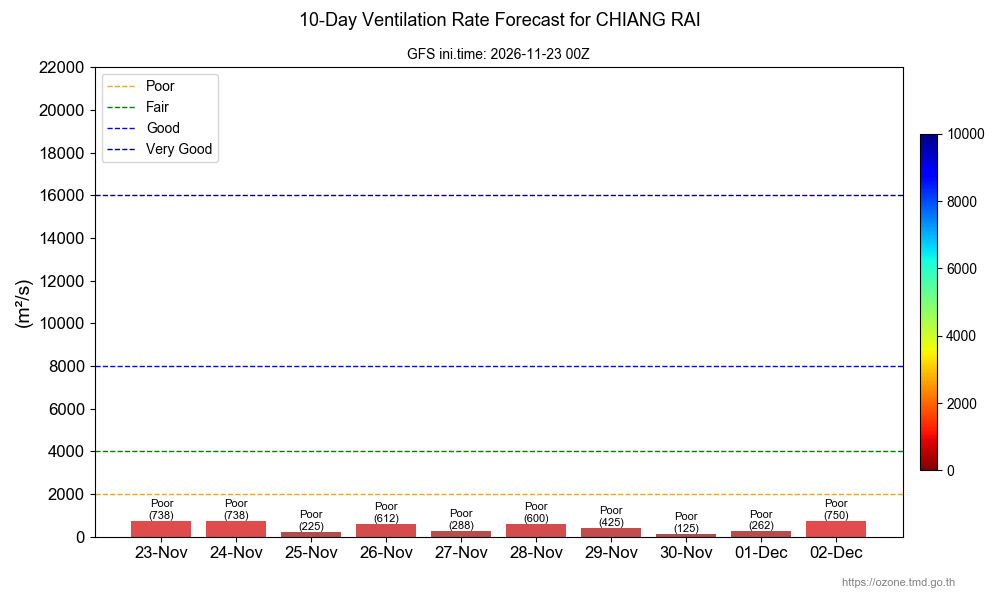 10-Day Ventilation Rate Forecast for CHIANG RAI
GFS ini.time: 2026-11-23 00Z
22000
20000
18000
16000
14000
12000
10000
8000
6000
4000
2000
0
(m²/s)
Poor
Fair
Good
Very Good
Poor
(738)
Poor
(738)
Poor
(225)
Poor
(612)
Poor
(288)
Poor
(600)
Poor
(425)
Poor
(125)
Poor
(262)
Poor
(750)
23-Nov 24-Nov 25-Nov 26-Nov 27-Nov 28-Nov 29-Nov 30-Nov 01-Dec 02-Dec
10000
8000
6000
4000
2000
0
https://ozone.tmd.go.th